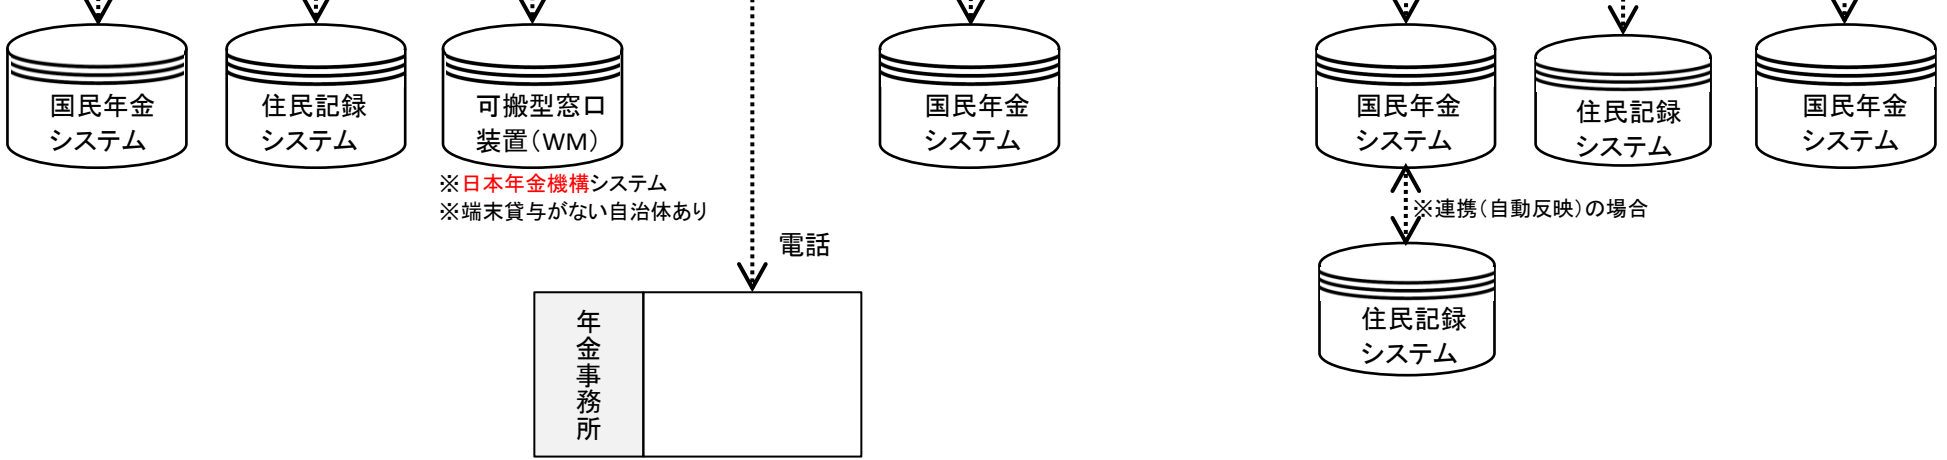 国民年金
システム
住民記録
システム
可搬型窓口
装置（WM）
※日本年金機構システム
※端末貸与がない自治体あり
電話
年金事務所
国民年金
システム
国民年金
システム
住民記録
システム
国民年金
システム
※連携（自動反映）の場合
住民記録
システム